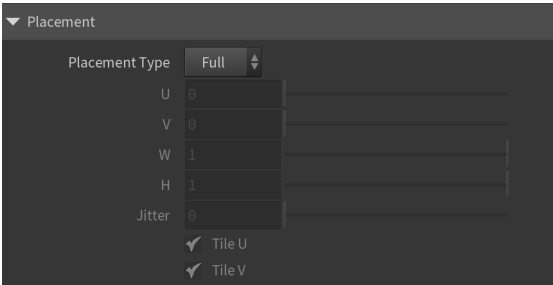 Placement
Placement Type Full
U 0
V 0
W 1
H 1
Jitter 0
Tile U
Tile V